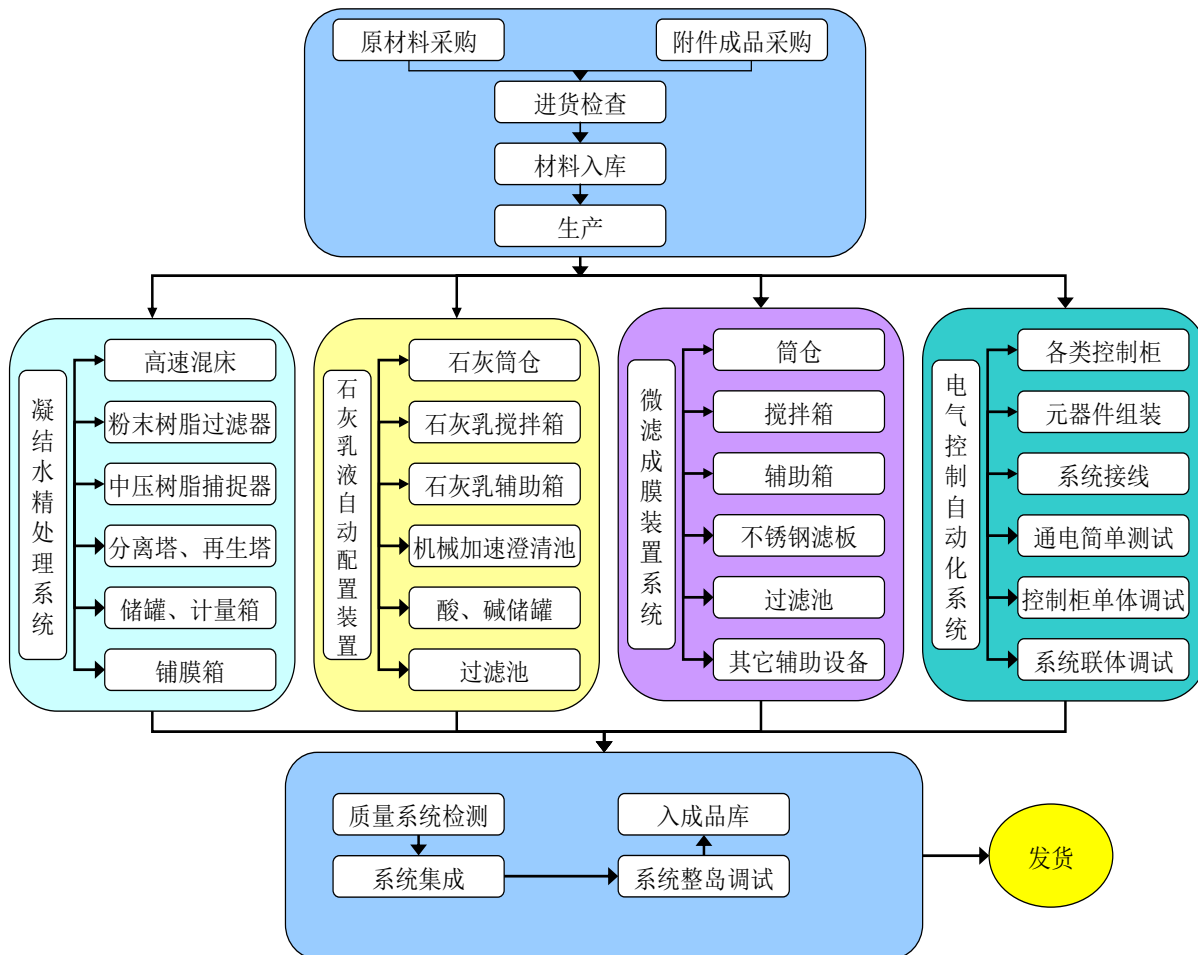 原材料采购
附件成品采购
进货检查
材料入库
生产
凝结水精处理系统
高速混床
粉末树脂过滤器
中压树脂捕捉器
分离塔、再生塔
储罐、计量箱
铺膜箱
石灰乳液自动配置装置
石灰筒仓
石灰乳搅拌箱
石灰乳辅助箱
机械加速澄清池
酸、碱储罐
过滤池
微滤成膜装置系统
筒仓
搅拌箱
辅助箱
不锈钢滤板
过滤池
其它辅助设备
电气控制自动化系统
各类控制柜
元器件组装
系统接线
通电简单测试
控制柜单体调试
系统联体调试
质量系统检测
入成品库
系统集成
系统整岛调试
发货